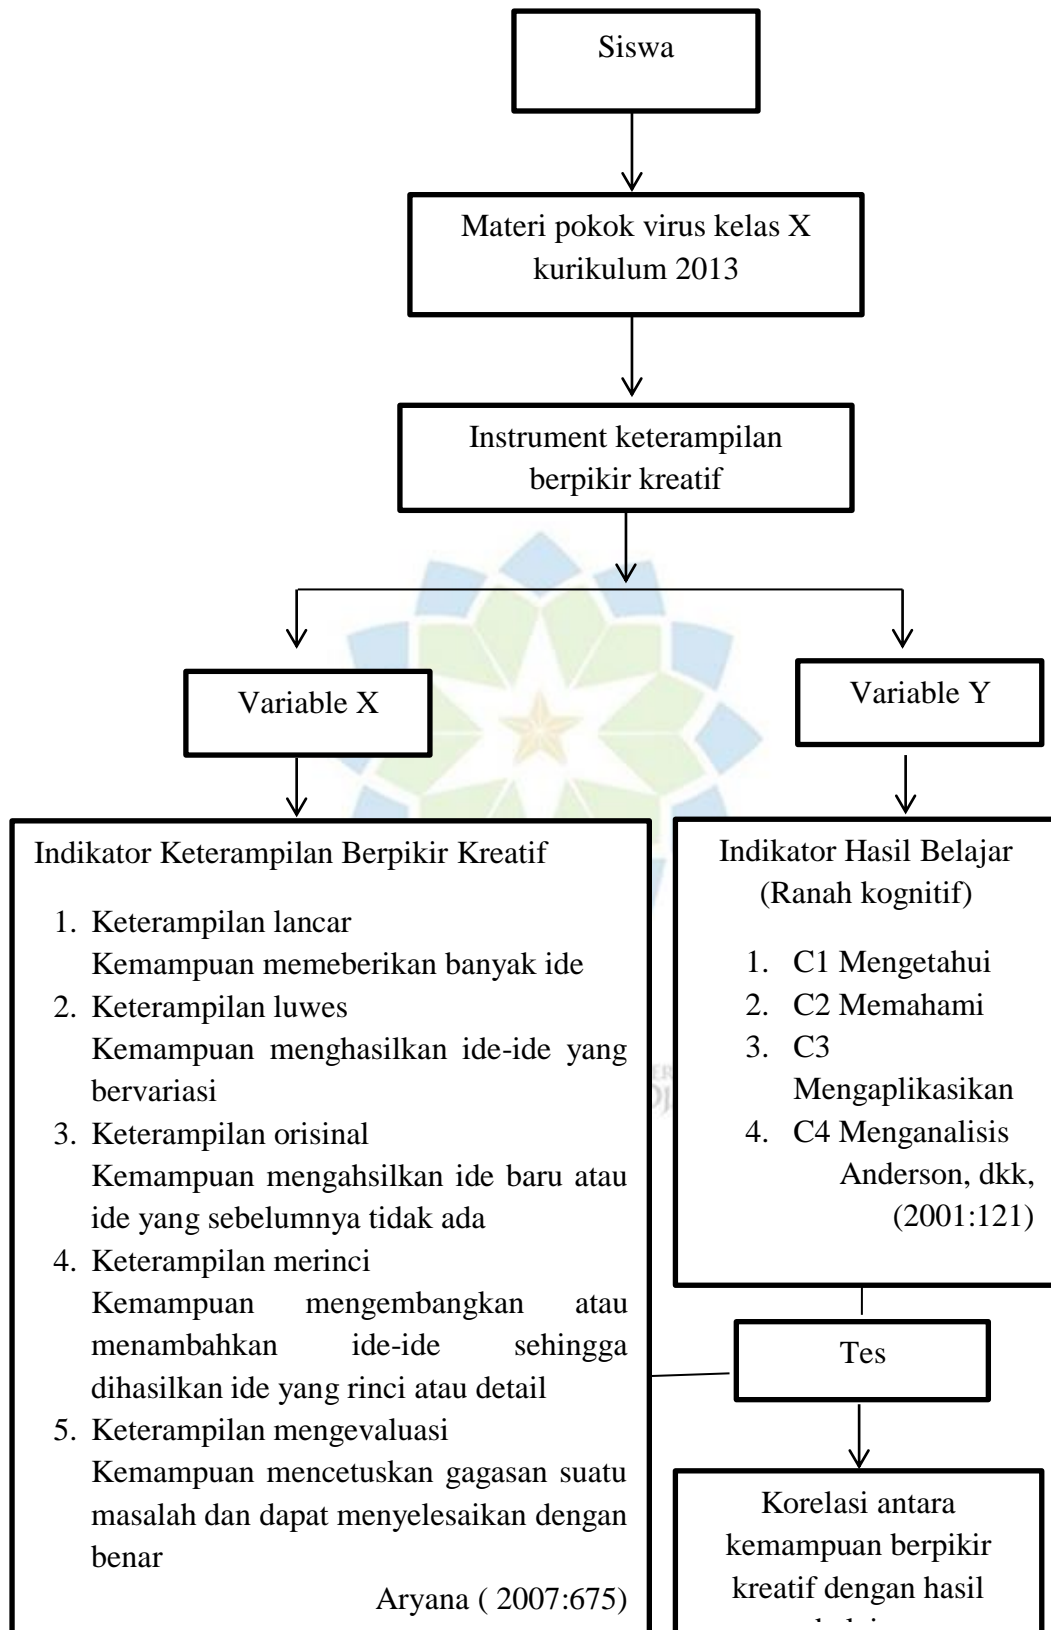 Siswa
Materi pokok virus kelas X
kurikulum 2013
Instrument keterampilan
berpikir kreatif
Variable X
Variable Y
Indikator Keterampilan Berpikir Kreatif
1. Keterampilan lancar
Kemampuan memeberikan banyak ide
2. Keterampilan luwes
Kemampuan menghasilkan ide-ide yang
bervariasi
3. Keterampilan orisinal
Kemampuan mengahsilkan ide baru atau
ide yang sebelumnya tidak ada
4. Keterampilan merinci
Kemampuan mengembangkan atau
menambahkan ide-ide sehingga
dihasilkan ide yang rinci atau detail
5. Keterampilan mengevaluasi
Kemampuan mencetuskan gagasan suatu
masalah dan dapat menyelesaikan dengan
benar
Aryana ( 2007:675)
Indikator Hasil Belajar
(Ranah kognitif)
1. C1 Mengetahui
2. C2 Memahami
3. C3
Mengaplikasikan
4. C4 Menganalisis
Anderson, dkk,
(2001:121)
Tes
Korelasi antara
kemampuan berpikir
kreatif dengan hasil